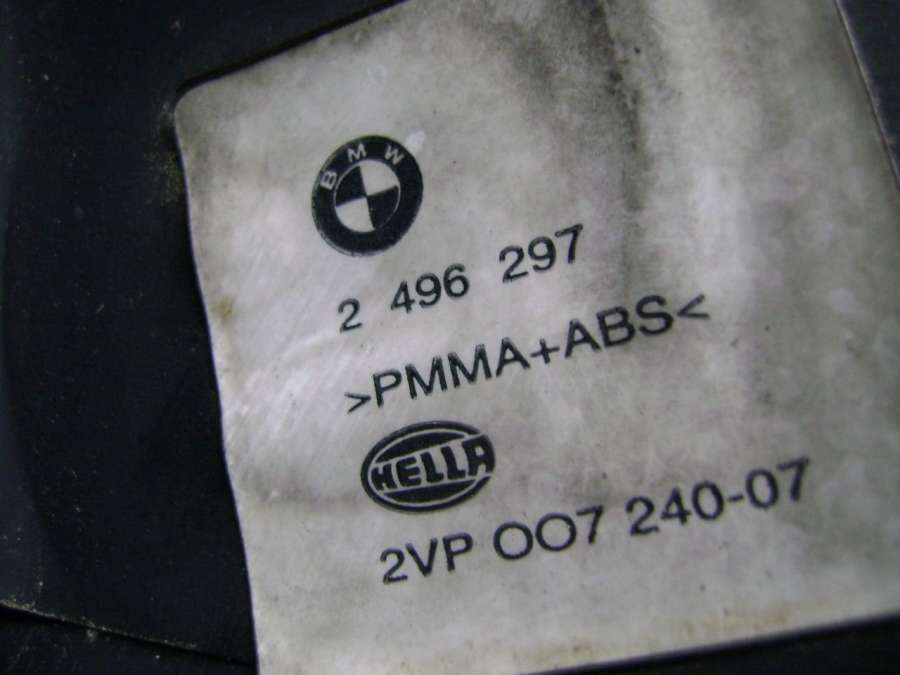 BMW
2 496 297
>PMMA+ABS<
HELLA
2VP 007 240-07